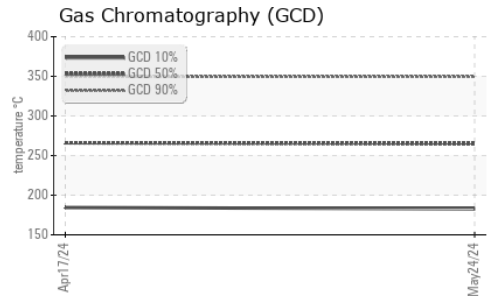 Gas Chromatography (GCD)
400
350
300
250
200
150
temperature °C
GCD 10%
GCD 50%
GCD 90%
Apr17/24
May24/24